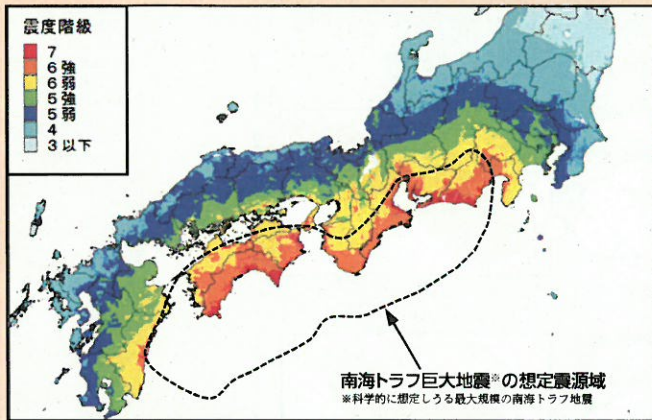 震度階級
7
6強
6弱
5強
5弱
4
3以下
南海トラフ巨大地震※の想定震源域
※科学的に想定しうる最大規模の南海トラフ地震